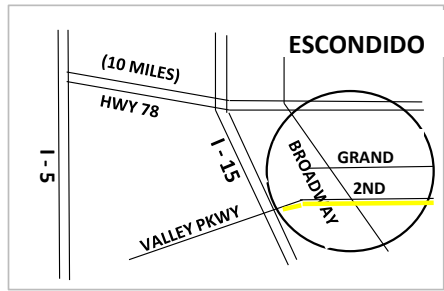 ESCONDIDO
(10 MILES)
HWY 78
I - 5
I - 15
BROADWAY
GRAND
2ND
VALLEY PKWY